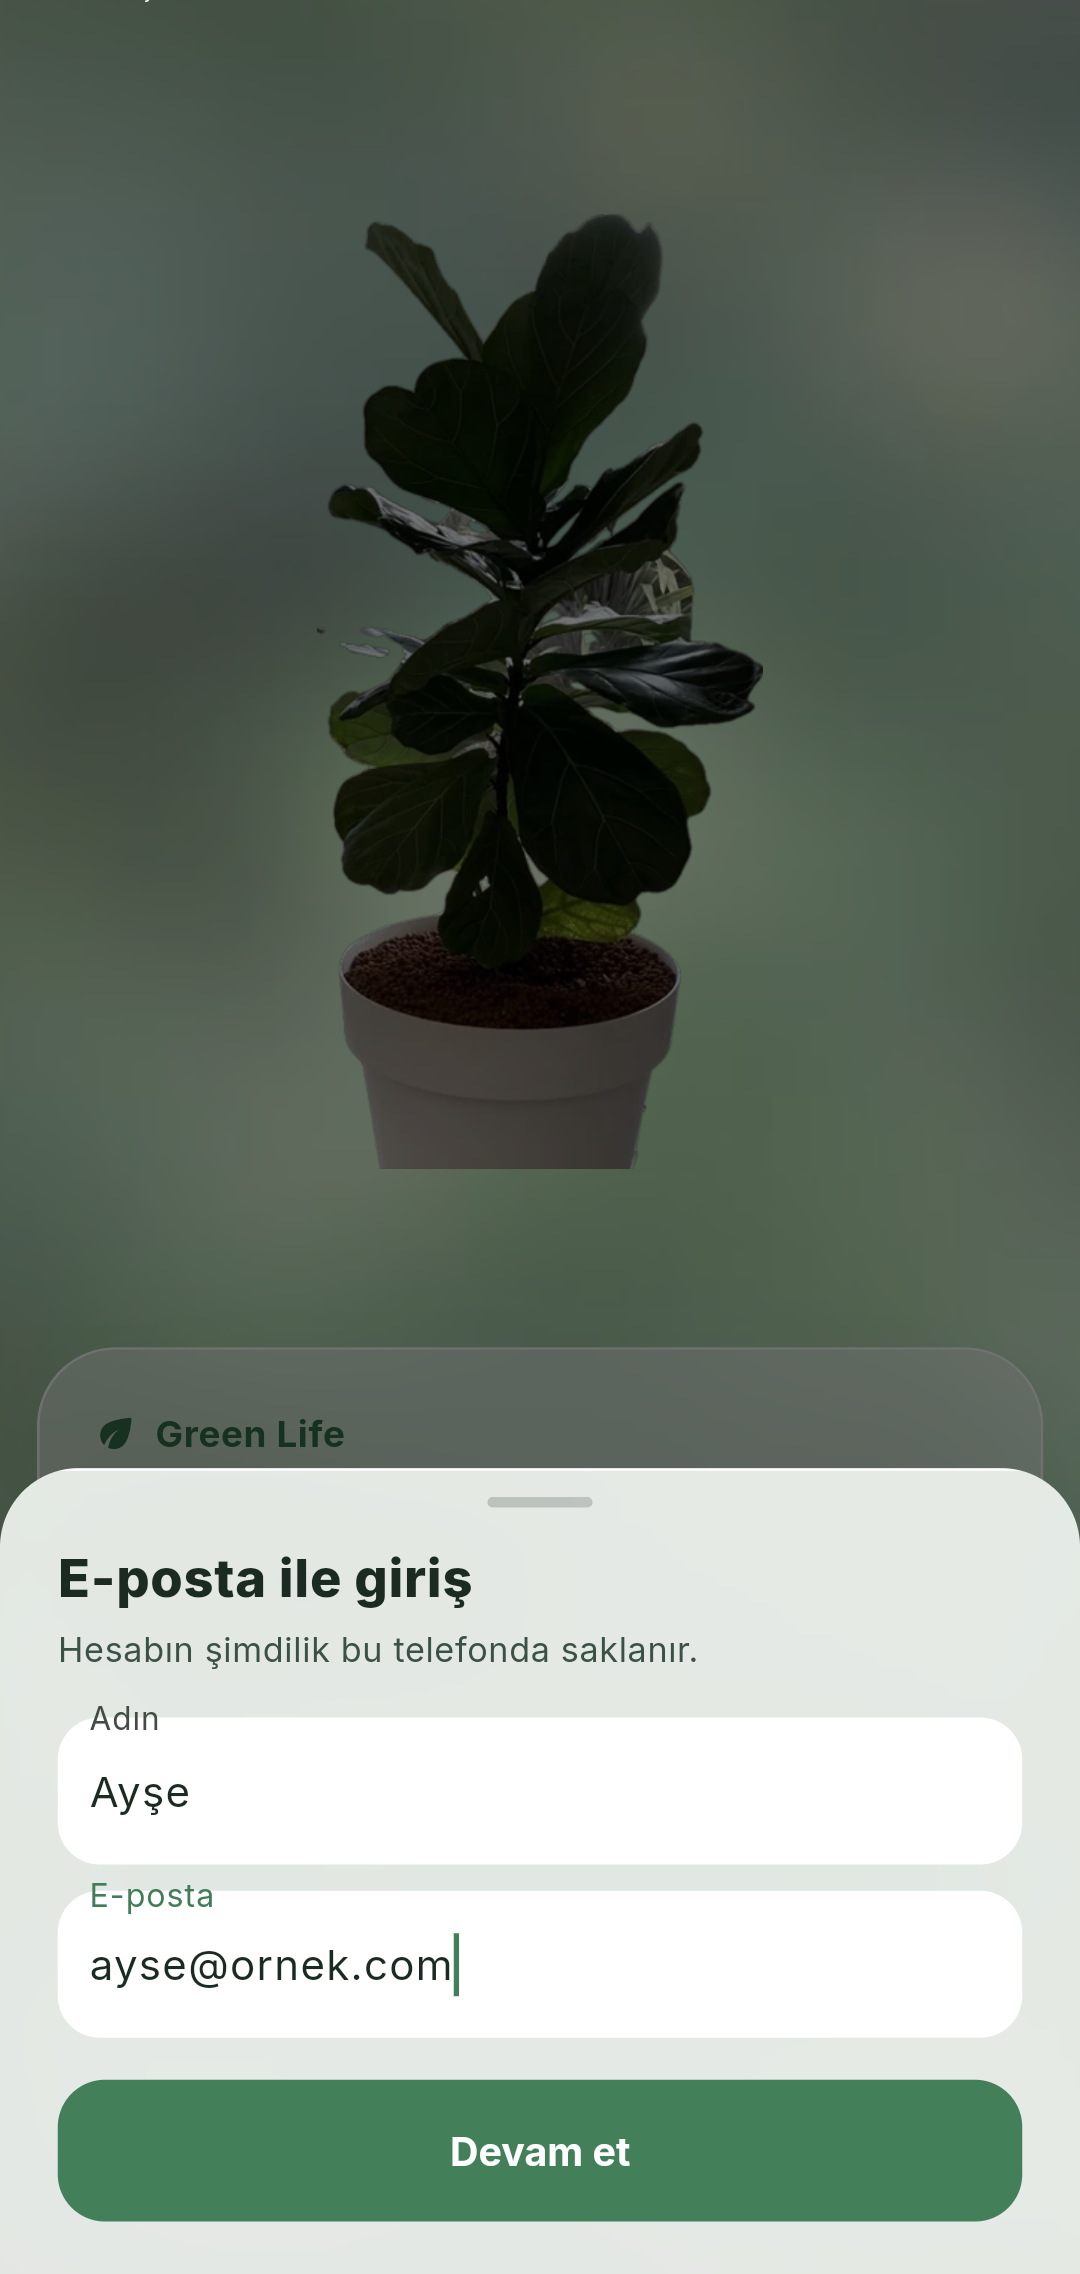 Green Life
E-posta ile giriş
Hesabın şimdilik bu telefonda saklanır.
Adın
Ayşe
E-posta
ayse@ornek.com
Devam et